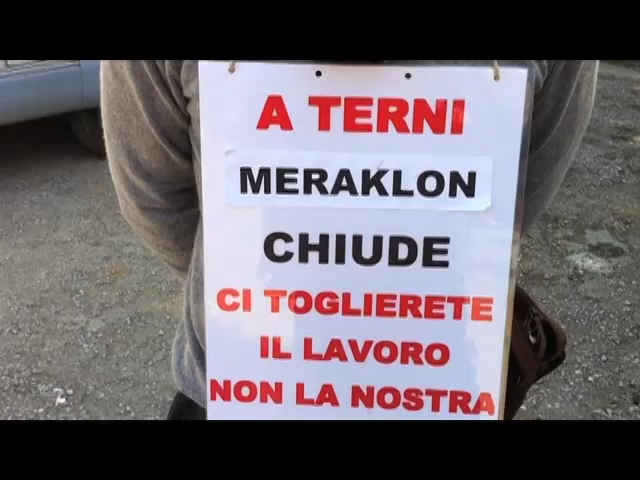 A TERNI
MERAKLON
CHIUDE
CI TOGLIERETE
IL LAVORO
NON LA NOSTRA